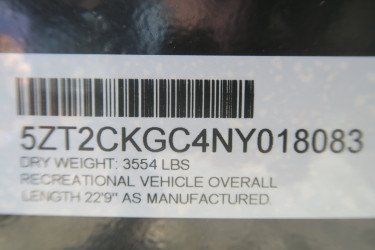 5ZT2CKGC4NY018083
DRY WEIGHT: 3554 LBS
RECREATIONAL VEHICLE OVERALL
LENGTH 22'9" AS MANUFACTURED.